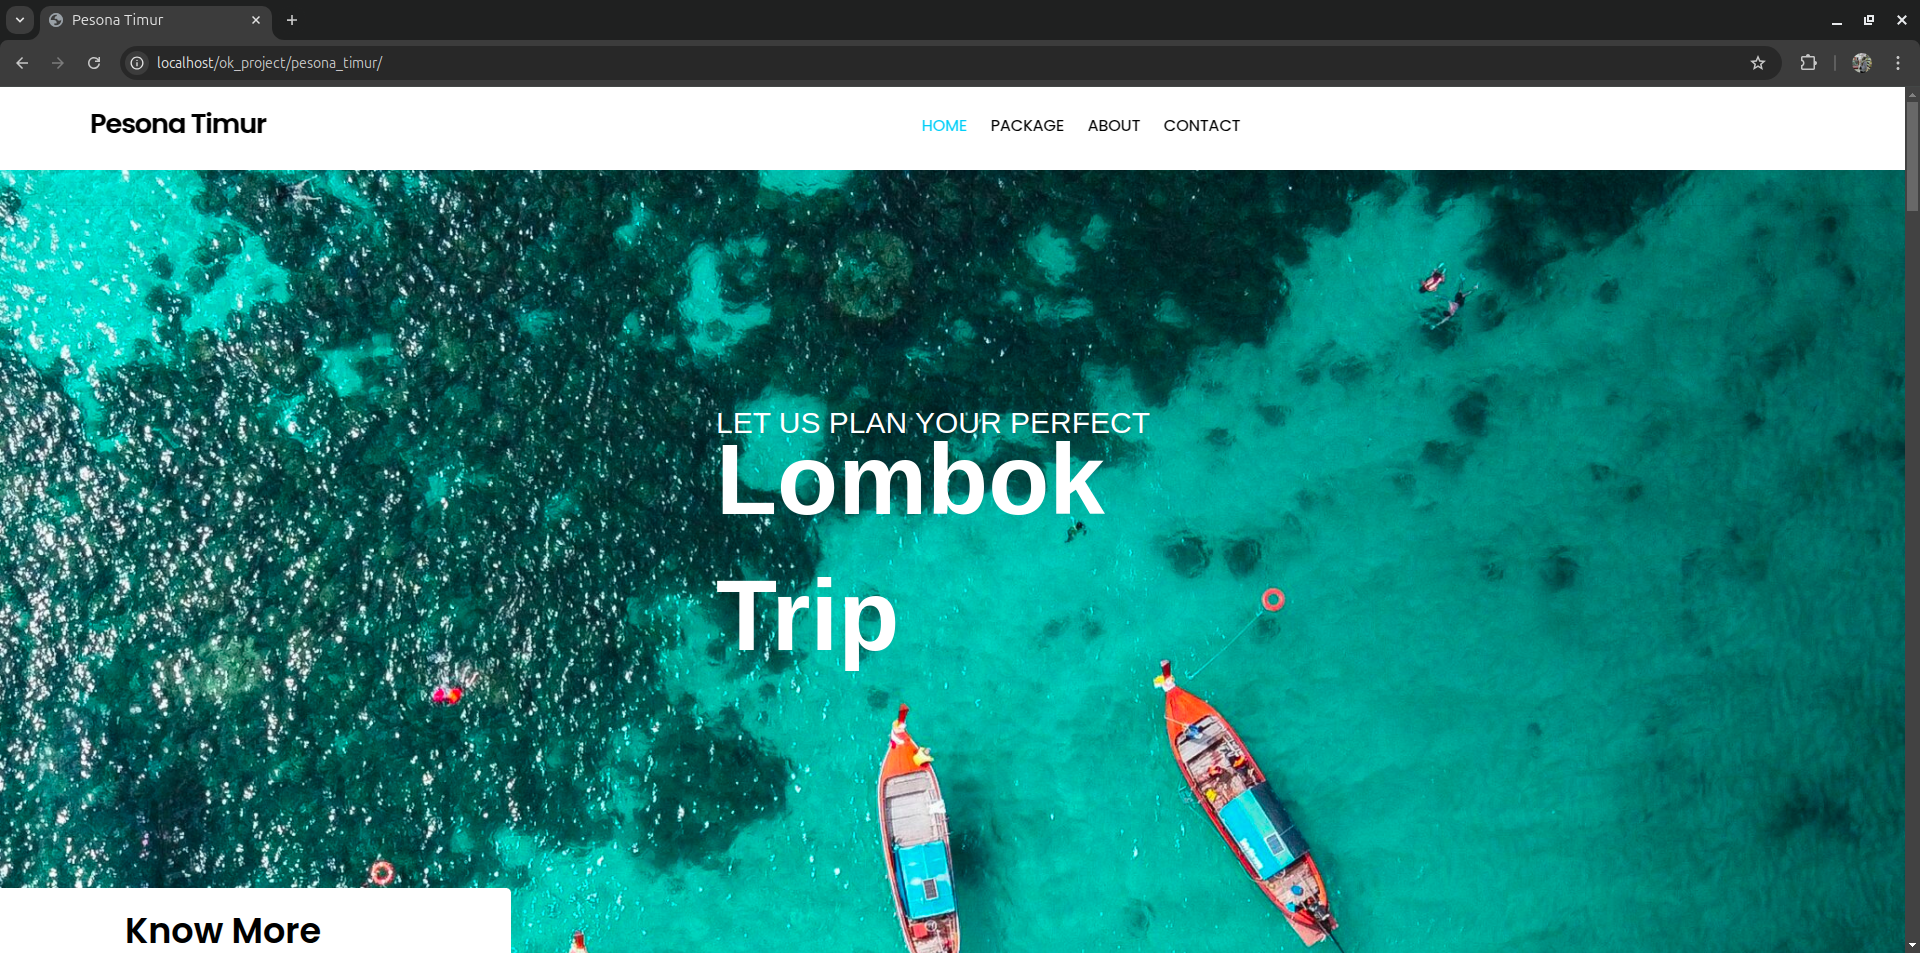 Pesona Timur
localhost/ok_project/pesona_timur/
Pesona Timur
HOME PACKAGE ABOUT CONTACT
LET US PLAN YOUR PERFECT
Lombok
Trip
Know More